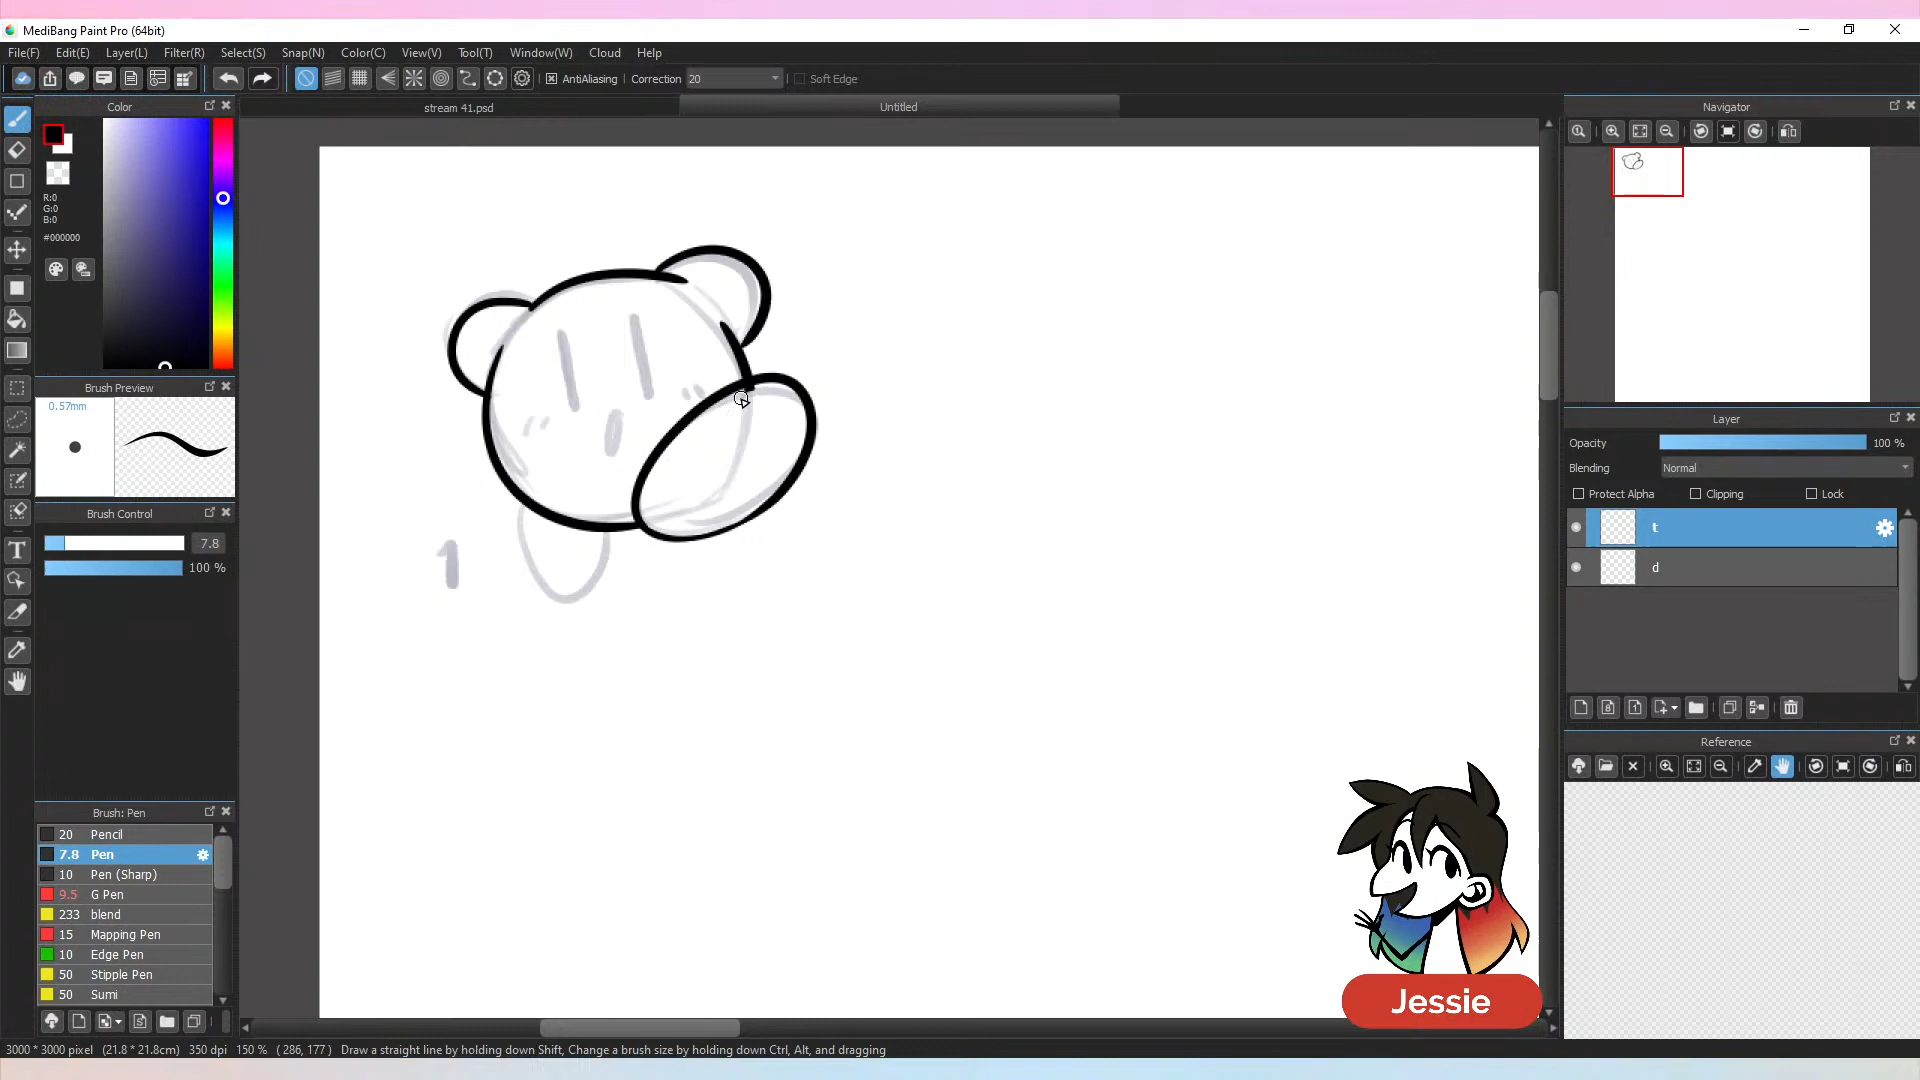 MediBang Paint Pro (64bit)
File(F) Edit(E) Layer(L) Filter(R) Select(S) Snap(N) Color(C) View(V) Tool(T) Window(W) Cloud Help
AntiAliasing Correction 20 Soft Edge
Color stream 41.psd Untitled Navigator
R:0
G:0
B:0
#000000
Brush Preview
0.57mm
Layer
Opacity 100 %
Blending Normal
Protect Alpha Clipping Lock
t
d
Brush Control
7.8
100 %
1
Reference
Brush: Pen
20 Pencil
7.8 Pen
10 Pen (Sharp)
9.5 G Pen
233 blend
15 Mapping Pen
10 Edge Pen
50 Stipple Pen
50 Sumi
Jessie
3000 * 3000 pixel (21.8 * 21.8cm) 350 dpi 150 % ( 286, 177 ) Draw a straight line by holding down Shift, Change a brush size by holding down Ctrl, Alt, and dragging